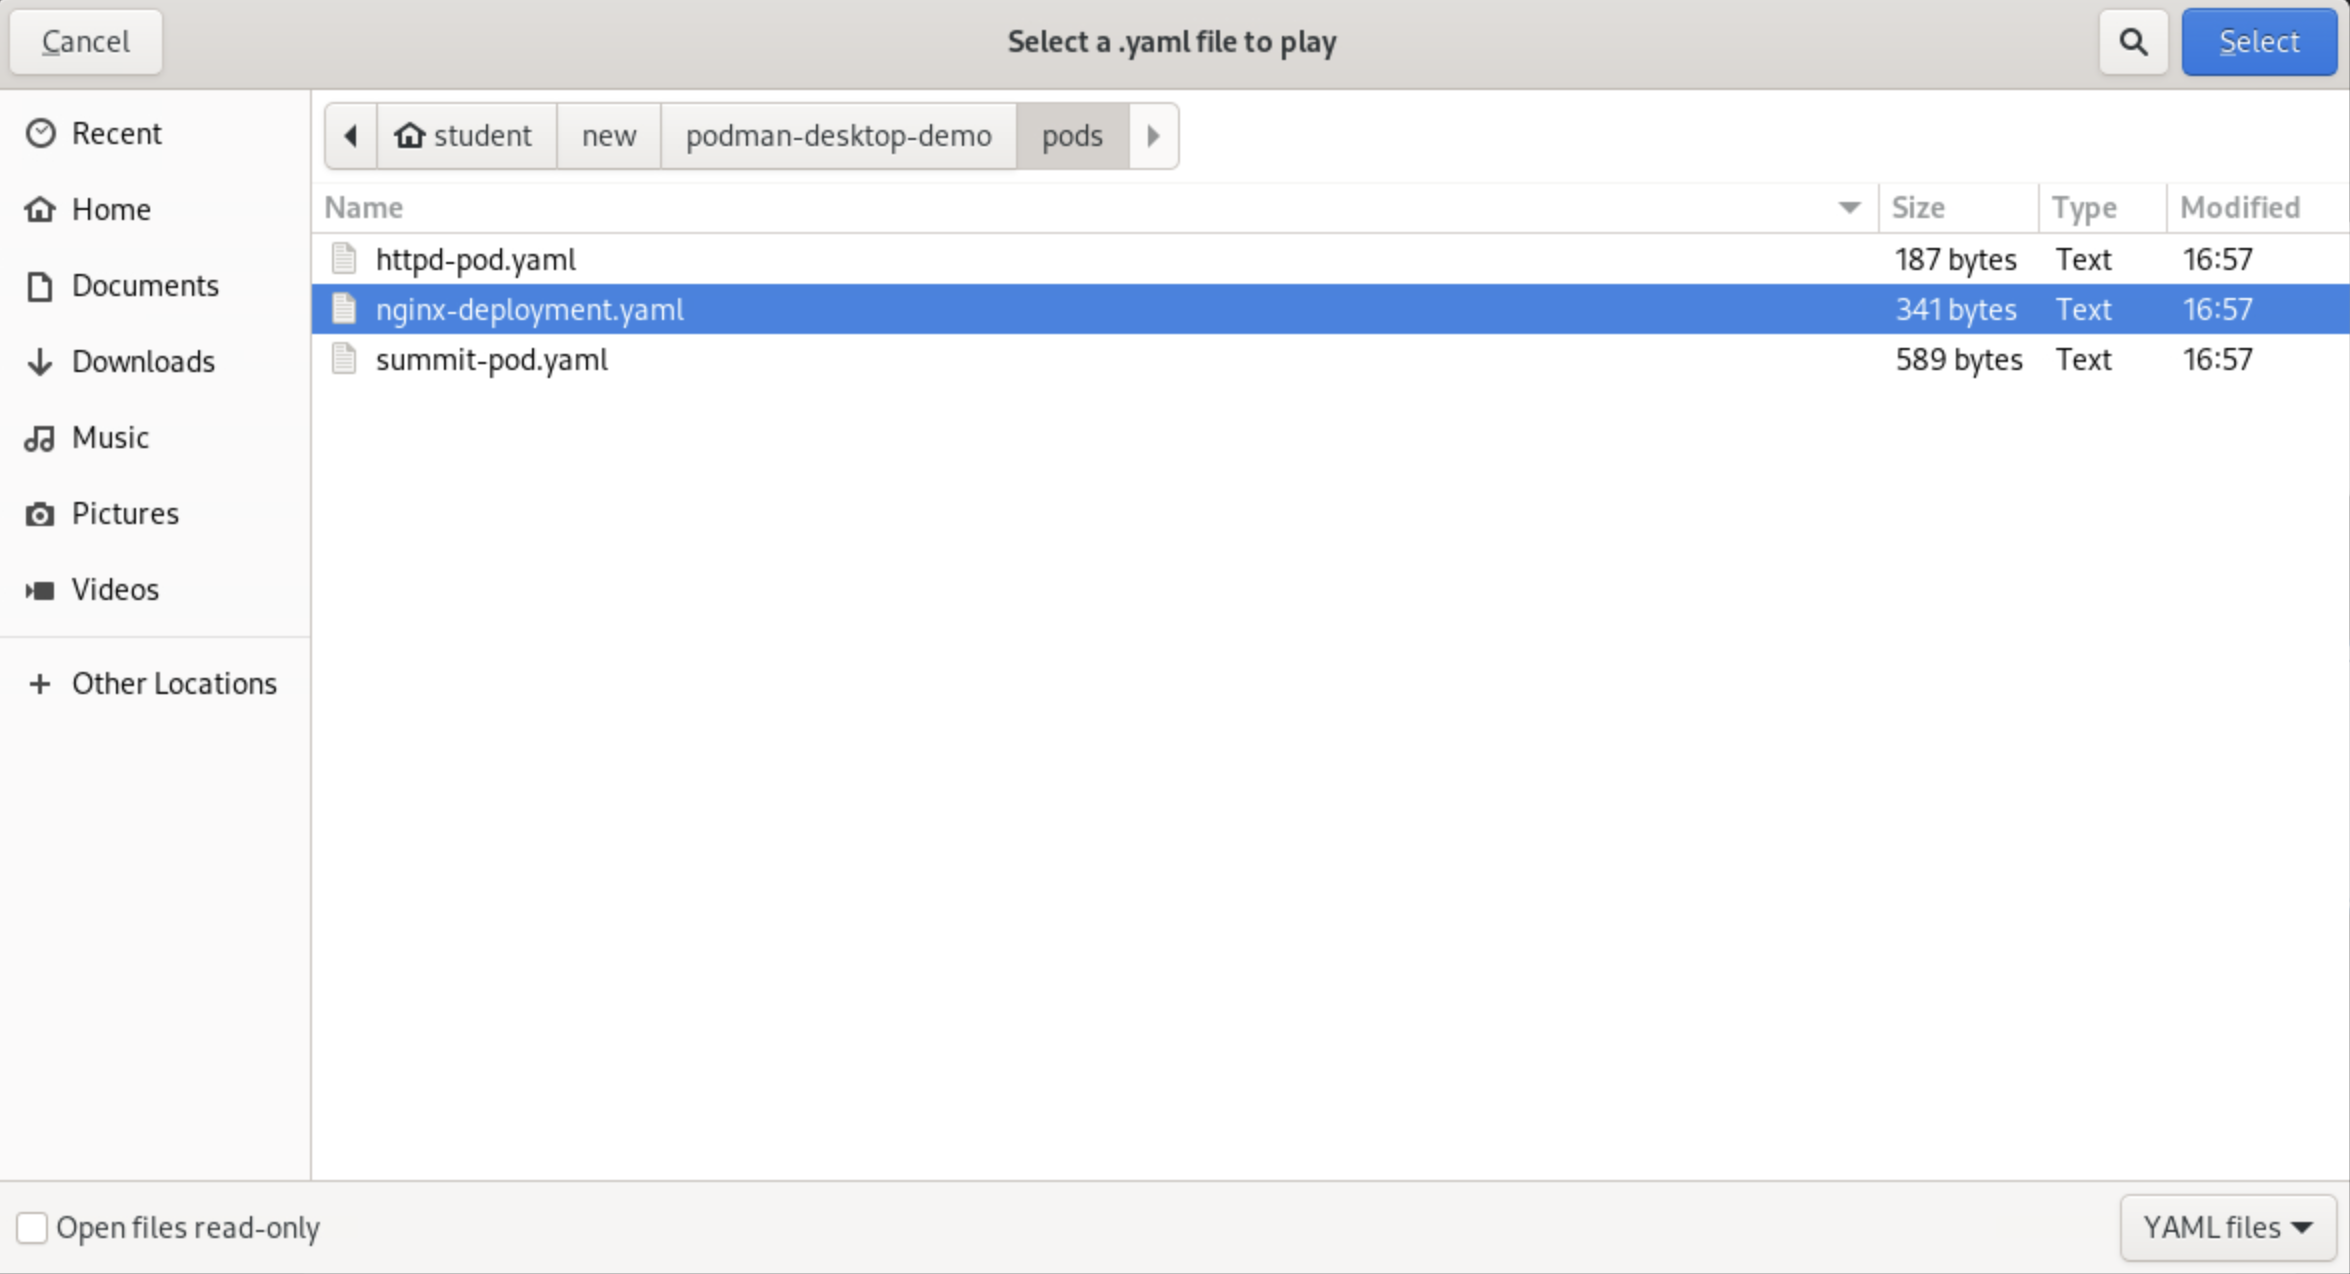 Cancel
Select a .yaml file to play
Select
Recent
Home
Documents
Downloads
Music
Pictures
Videos
Other Locations
student new podman-desktop-demo pods
Name Size Type Modified
httpd-pod.yaml 187 bytes Text 16:57
nginx-deployment.yaml 341 bytes Text 16:57
summit-pod.yaml 589 bytes Text 16:57
Open files read-only
YAML files